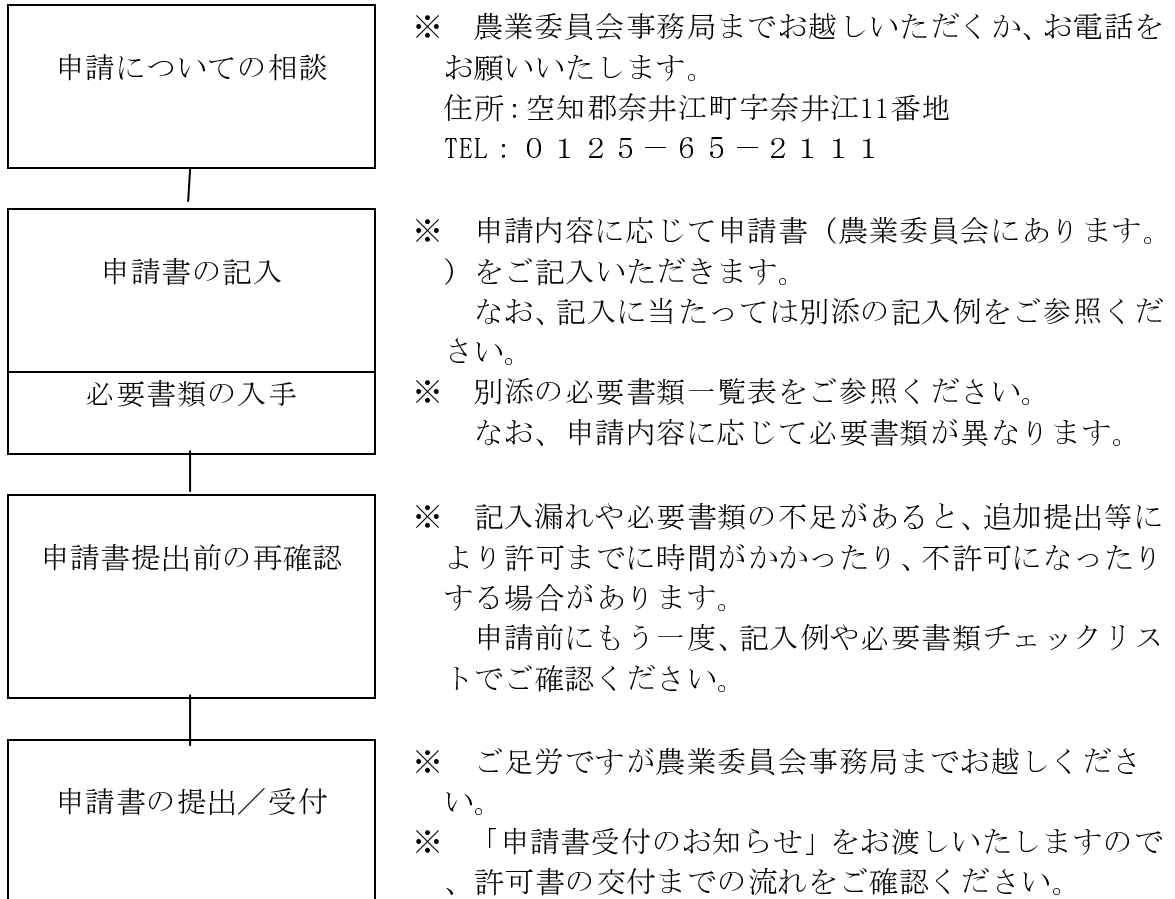 申請についての相談
※　農業委員会事務局までお越しいただくか、お電話を
お願いいたします。
住所：空知郡奈井江町字奈井江11番地
TEL：０１２５－６５－２１１１
申請書の記入
※　申請内容に応じて申請書（農業委員会にあります。
）をご記入いただきます。
なお、記入に当たっては別添の記入例をご参照くだ
さい。
必要書類の入手
※　別添の必要書類一覧表をご参照ください。
なお、申請内容に応じて必要書類が異なります。
申請書提出前の再確認
※　記入漏れや必要書類の不足があると、追加提出等に
より許可までに時間がかかったり、不許可になったり
する場合があります。
申請前にもう一度、記入例や必要書類チェックリス
トでご確認ください。
申請書の提出／受付
※　ご足労ですが農業委員会事務局までお越しくださ
い。
※　「申請書受付のお知らせ」をお渡しいたしますので
、許可書の交付までの流れをご確認ください。